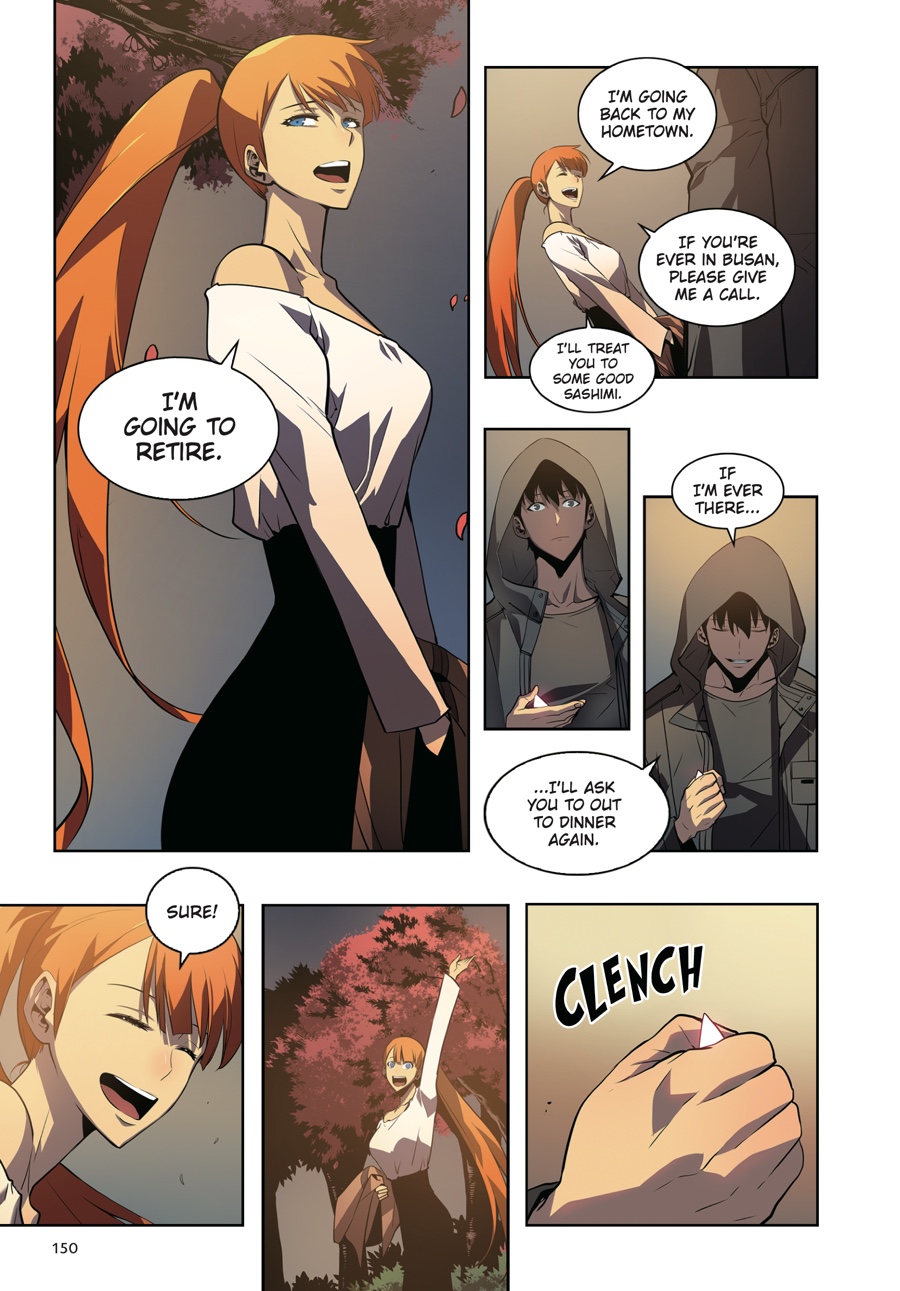 I'M
GOING TO
RETIRE.
I'M GOING
BACK TO MY
HOMETOWN.
IF YOU'RE
EVER IN BUSAN,
PLEASE GIVE
ME A CALL.
I'LL TREAT
YOU TO
SOME GOOD
SASHIMI.
IF
I'M EVER
THERE...
...I'LL ASK
YOU TO OUT
TO DINNER
AGAIN.
SURE!
CLENCH
150